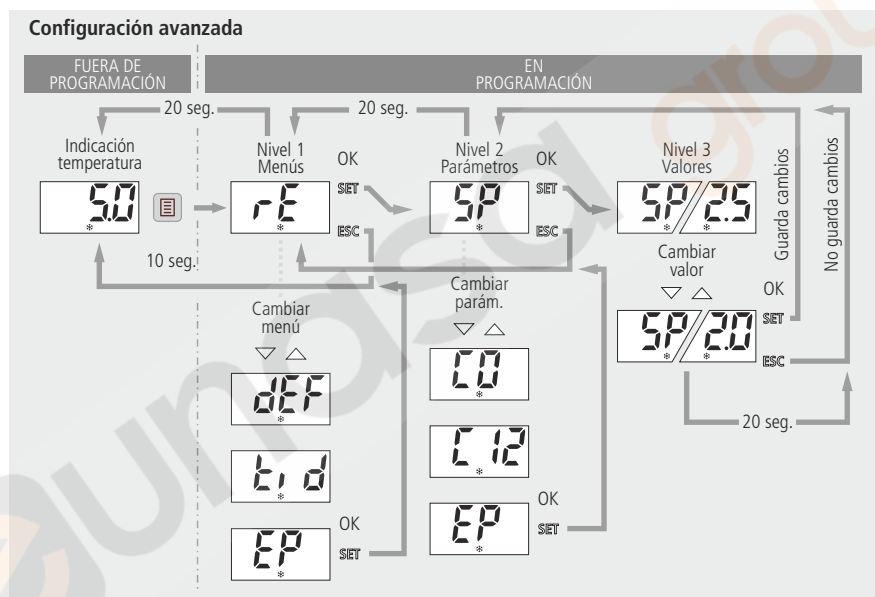 Configuración avanzada
FUERA DE
PROGRAMACIÓN
EN
PROGRAMACIÓN
20 seg.
20 seg.
Indicación
temperatura
5.0
10 seg.
Nivel 1
Menús
OK
rE
SET
ESC
Cambiar
menú
dEF
tid
EP
OK
SET
Nivel 2
Parámetros
OK
SP
SET
ESC
Cambiar
parám.
C0
C12
EP
OK
SET
Nivel 3
Valores
SP/2.5
Cambiar
valor
SP/2.0
OK
SET
ESC
20 seg.
Guarda cambios
No guarda cambios
eunasa group